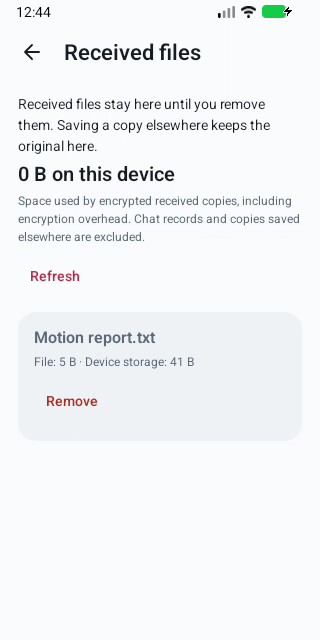 12:44
Received files
Received files stay here until you remove
them. Saving a copy elsewhere keeps the
original here.
0 B on this device
Space used by encrypted received copies, including
encryption overhead. Chat records and copies saved
elsewhere are excluded.
Refresh
Motion report.txt
File: 5 B · Device storage: 41 B
Remove